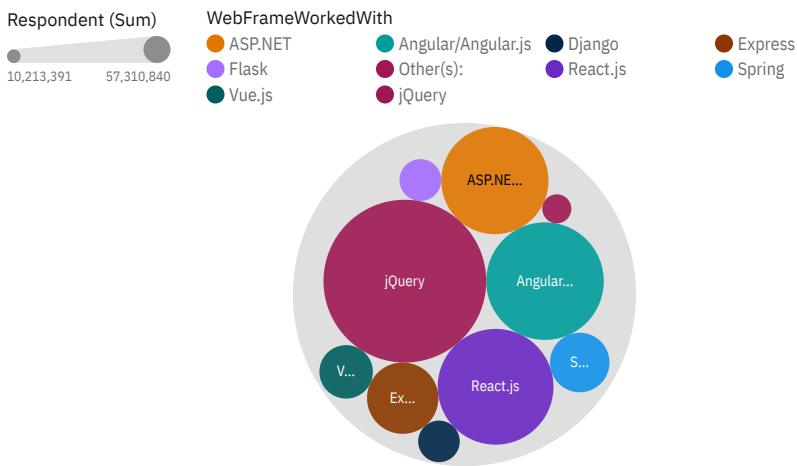 Respondent (Sum)
10,213,391 57,310,840
WebFrameWorkedWith
ASP.NET Angular/Angular.js Django Express
Flask Other(s): React.js Spring
Vue.js jQuery
ASP.NE...
jQuery
Angular...
V...
Ex...
React.js
S...